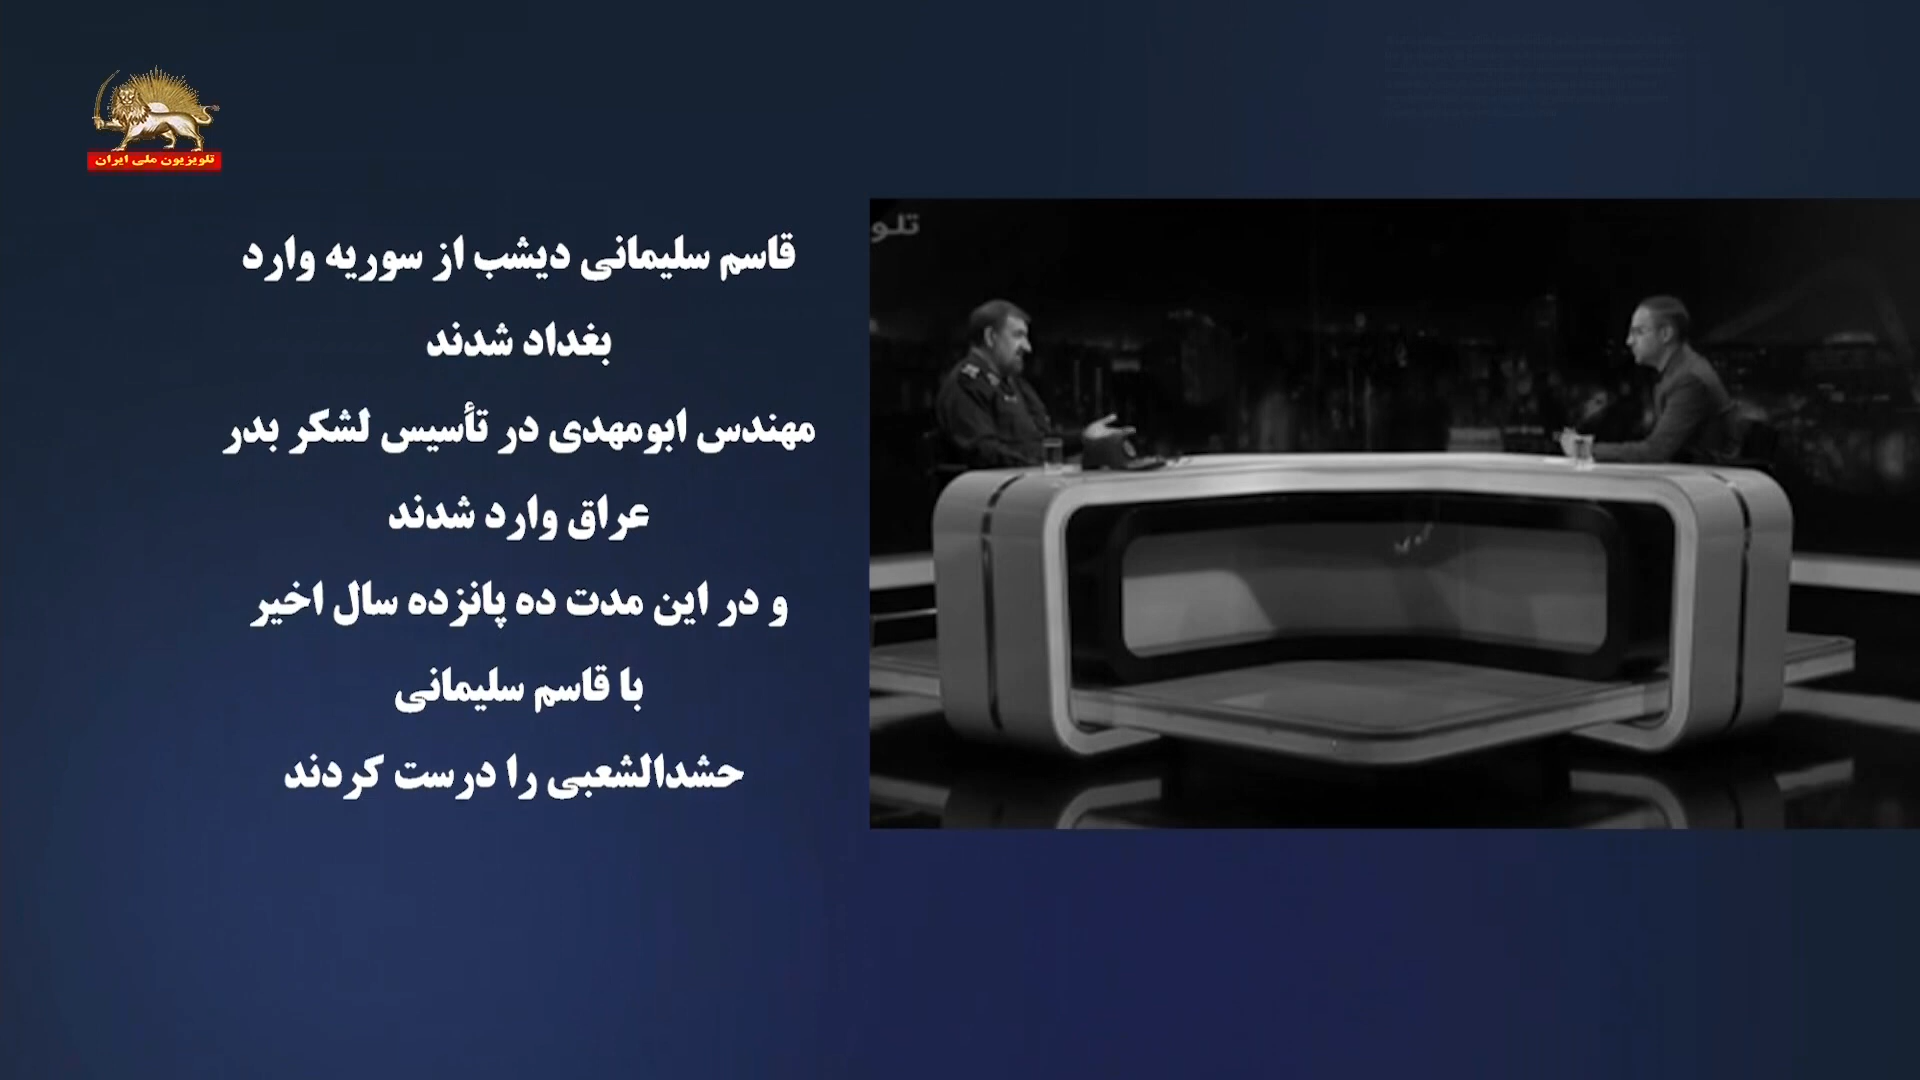 تلویزیون ملی ایران
قاسم سلیمانی دیشب از سوریه وارد
بغداد شدند
مهندس ابومهدی در تأسیس لشکر بدر
عراق وارد شدند
و در این مدت ده پانزده سال اخیر
با قاسم سلیمانی
حشدالشعبی را درست کردند
تلو